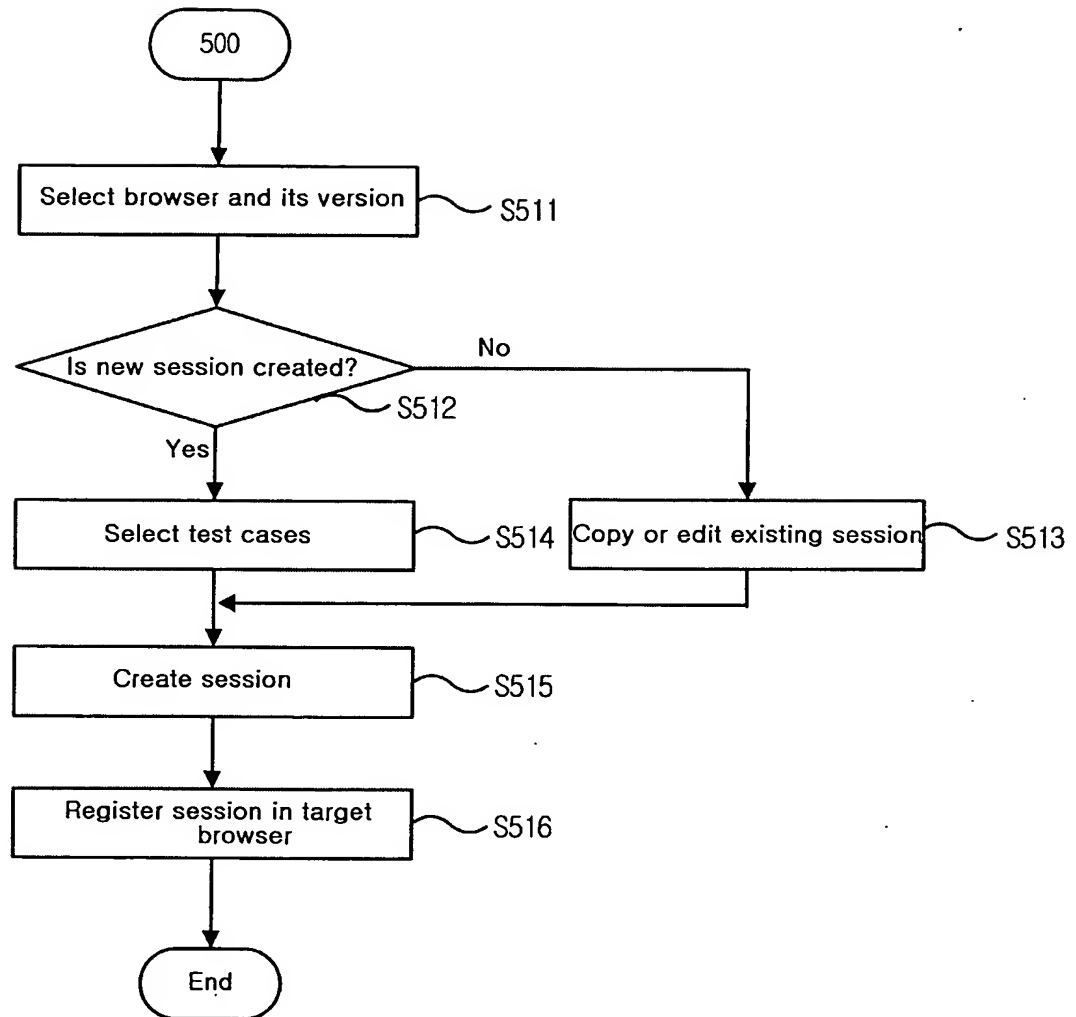 500
Select browser and its version
S511
Is new session created?
No
S512
Yes
Select test cases
S514
Copy or edit existing session
S513
Create session
S515
Register session in target
browser
S516
End